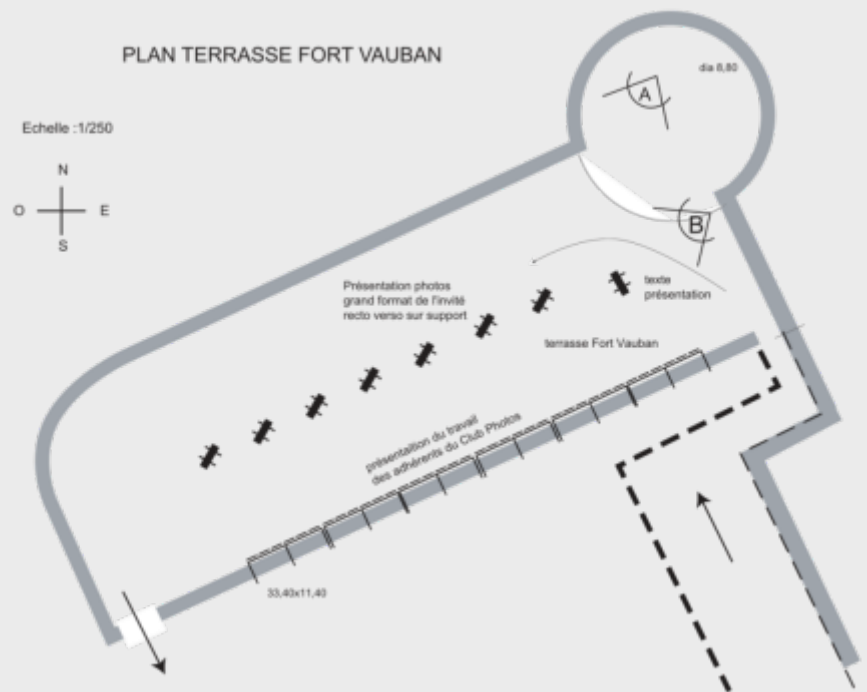 PLAN TERRASSE FORT VAUBAN
dia 8,80
A
Echelle :1/250
N
O E
S
B
Présentation photos
grand format de l'invité
recto verso sur support
texte
présentation
terrasse Fort Vauban
présentaition du travail
des adhérents du Club Photos
33,40x11,40